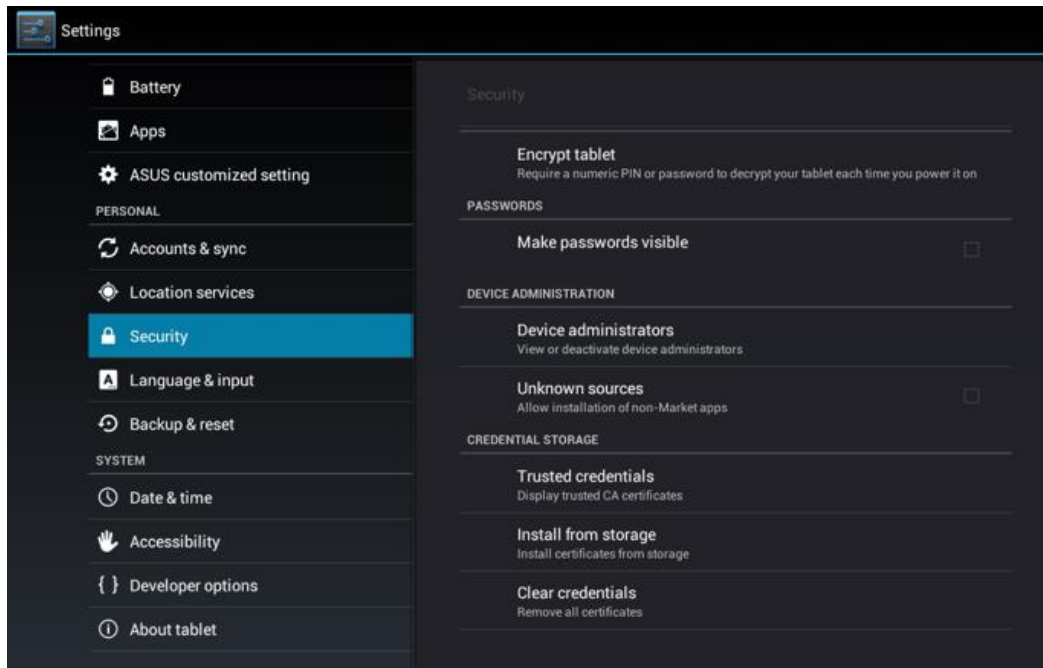 Settings
Battery
Apps
ASUS customized setting
PERSONAL
Accounts & sync
Location services
Security
Language & input
Backup & reset
SYSTEM
Date & time
Accessibility
Developer options
About tablet
Security
Encrypt tablet
Require a numeric PIN or password to decrypt your tablet each time you power it on
PASSWORDS
Make passwords visible
DEVICE ADMINISTRATION
Device administrators
View or deactivate device administrators
Unknown sources
Allow installation of non-Market apps
CREDENTIAL STORAGE
Trusted credentials
Display trusted CA certificates
Install from storage
Install certificates from storage
Clear credentials
Remove all certificates